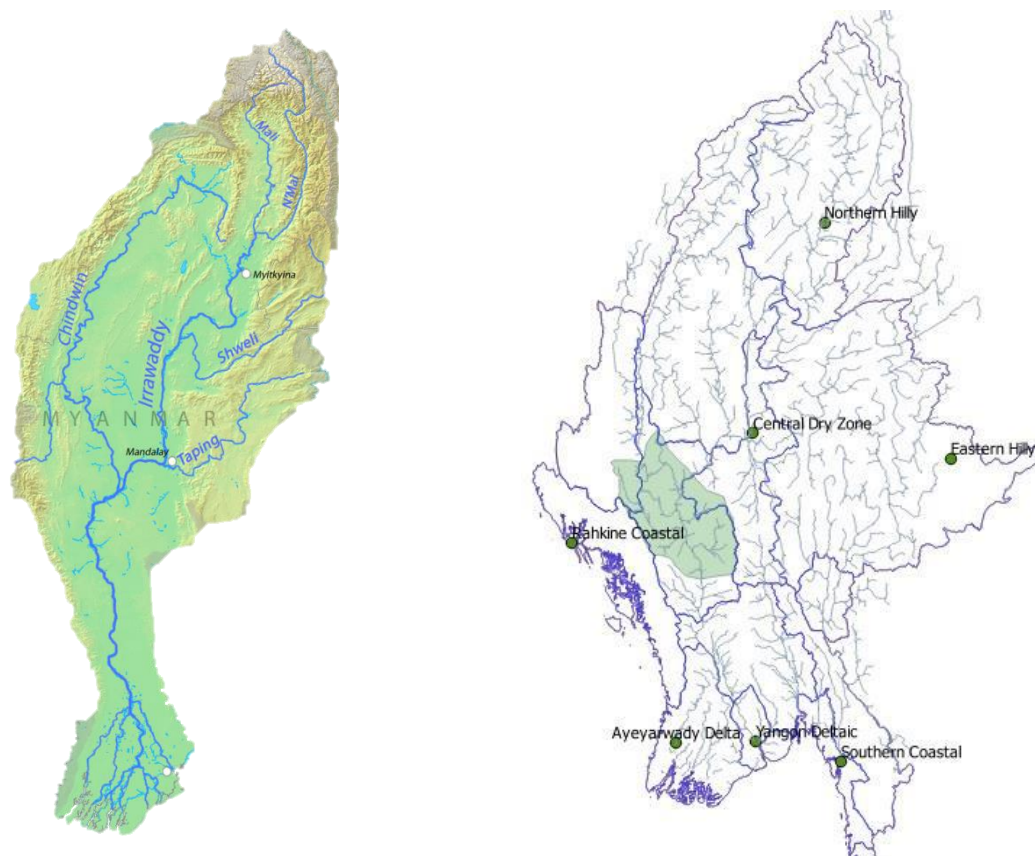 Mali
N'Mai
Myitkyina
Chindwin
Irrawaddy
Shweli
MYANMAR
Mandalay
Taping
Northern Hilly
Central Dry Zone
Eastern Hilly
Rahkine Coastal
Ayeyarwady Delta
Yangon Deltaic
Southern Coastal